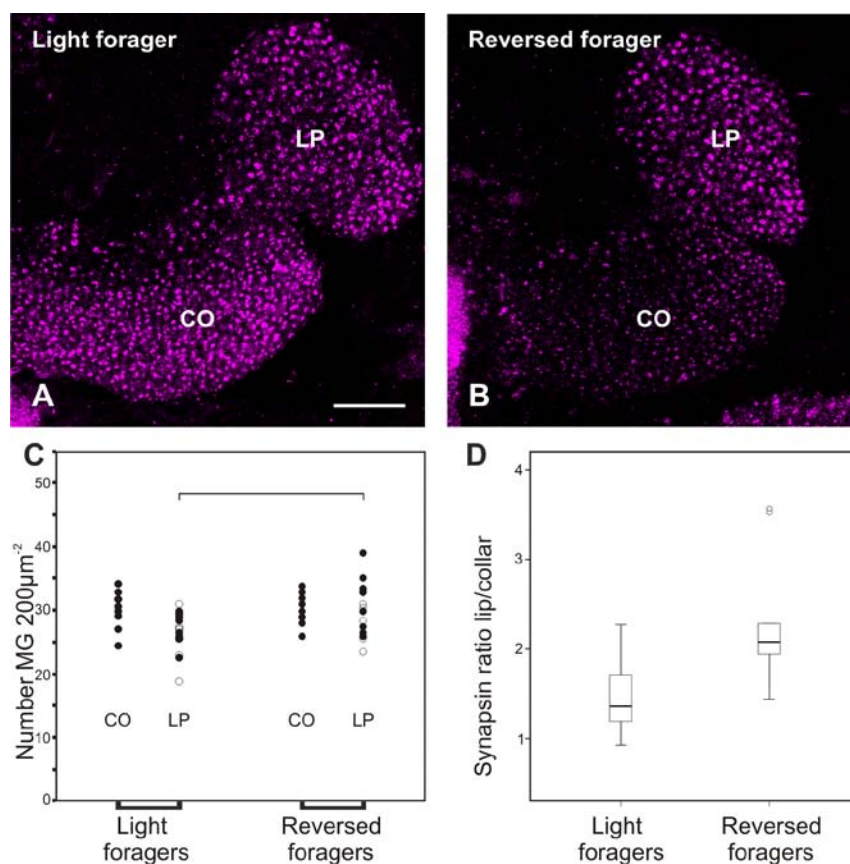 Light forager
LP
CO
A
Reversed forager
LP
CO
B
C
50
40
30
20
10
0
Number MG 200µm⁻²
CO LP CO LP
Light foragers
Reversed foragers
D
4
3
2
1
Synapsin ratio lip/collar
Light foragers
Reversed foragers